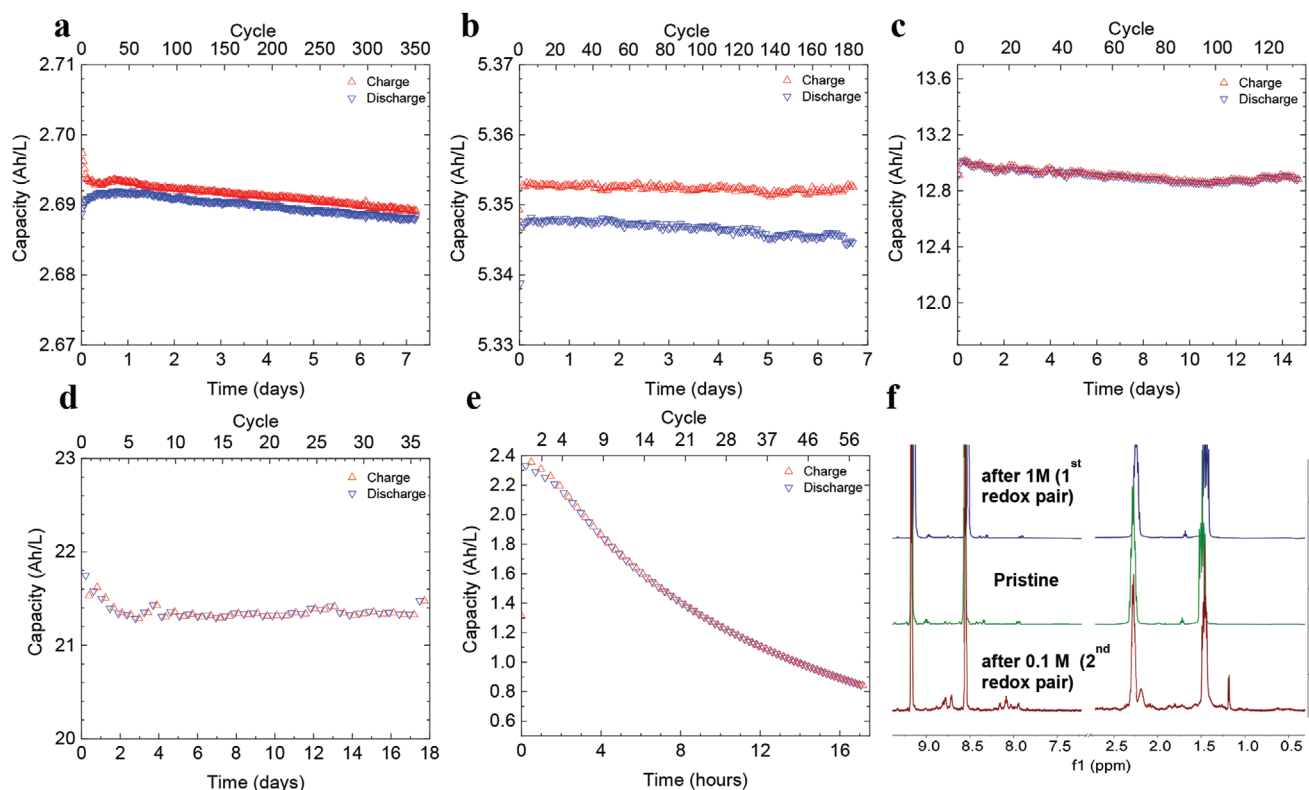 a
Cycle
0 50 100 150 200 250 300 350
2.71
2.70
2.69
2.68
2.67
Capacity (Ah/L)
Charge
Discharge
0 1 2 3 4 5 6 7
Time (days)
b
Cycle
0 20 40 60 80 100 120 140 160 180
5.37
5.36
5.35
5.34
5.33
Capacity (Ah/L)
Charge
Discharge
0 1 2 3 4 5 6 7
Time (days)
c
Cycle
0 20 40 60 80 100 120
13.6
13.2
12.8
12.4
12.0
Capacity (Ah/L)
Charge
Discharge
0 2 4 6 8 10 12 14
Time (days)
d
Cycle
0 5 10 15 20 25 30 35
23
22
21
20
Capacity (Ah/L)
Charge
Discharge
0 2 4 6 8 10 12 14 16 18
Time (days)
e
Cycle
2 4 9 14 21 28 37 46 56
2.4
2.2
2.0
1.8
1.6
1.4
1.2
1.0
0.8
0.6
Capacity (Ah/L)
Charge
Discharge
0 4 8 12 16
Time (hours)
f
after 1M (1st
redox pair)
Pristine
after 0.1 M (2nd
redox pair)
9.0 8.5 8.0 7.5 2.5 2.0 1.5 1.0 0.5
f1 (ppm)